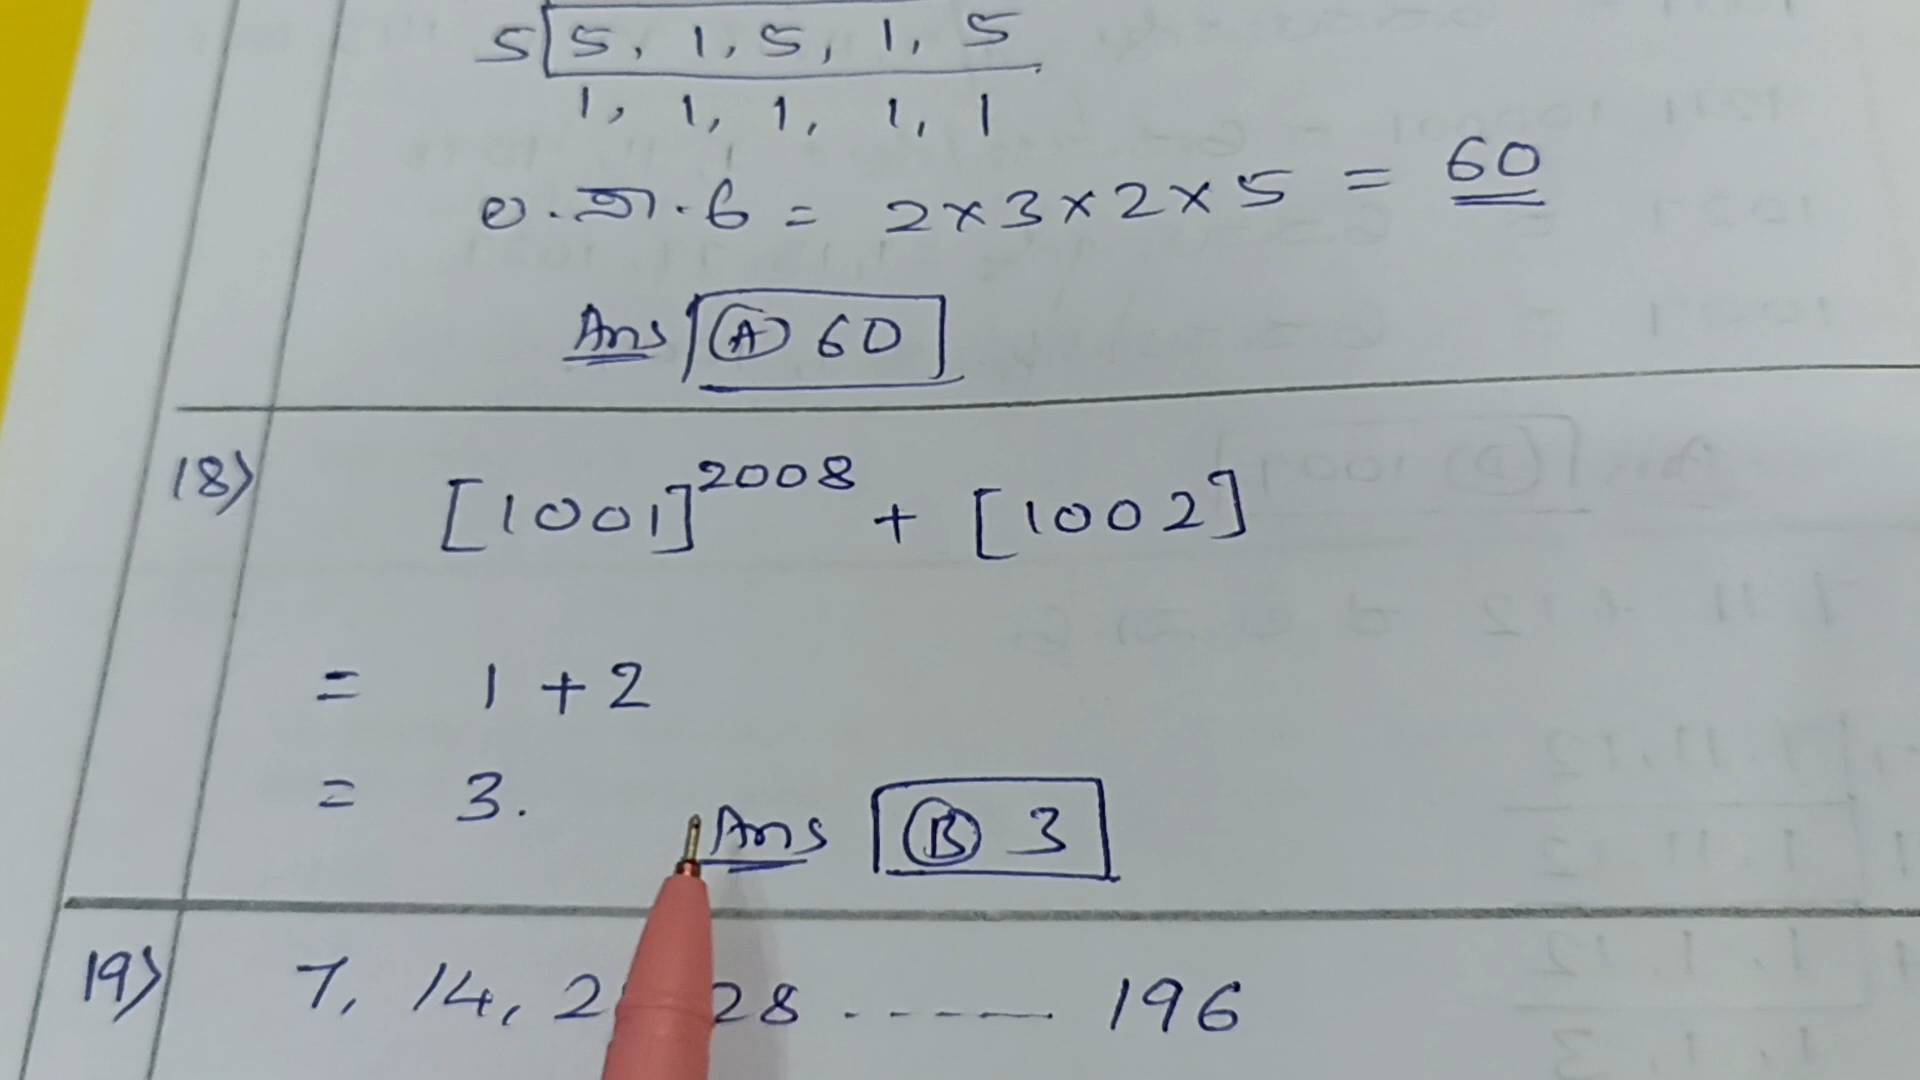 5 | 5, 1, 5, 1, 5
1, 1, 1, 1, 1
= 2×3×2×5 = 60
Ans (A) 60
18) [1001]^2008 + [1002]
= 1 + 2
= 3.
Ans (B) 3
19) 7, 14, 28 ------ 196